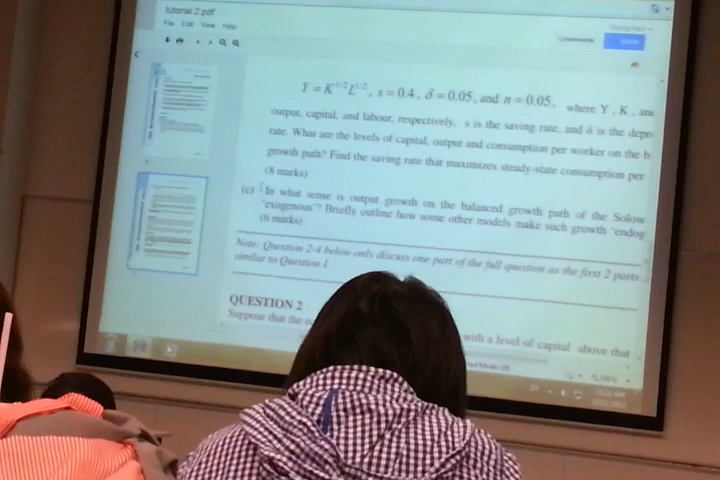 tutorial 2.pdf
File Edit View Help
Comments
Share
Y = K^{1/2}L^{1/2}, s = 0.4, δ = 0.05, and n = 0.05, where Y, K, and
output, capital, and labour, respectively, s is the saving rate, and δ is the depre
rate. What are the levels of capital, output and consumption per worker on the b
growth path? Find the saving rate that maximizes steady-state consumption per
(8 marks)
(c) In what sense is output growth on the balanced growth path of the Solow
'exogenous'? Briefly outline how some other models make such growth 'endog
(6 marks)
Note: Question 2-4 below only discuss one part of the full question as the first 2 parts
similar to Question 1
QUESTION 2
Suppose that the with a level of capital above that